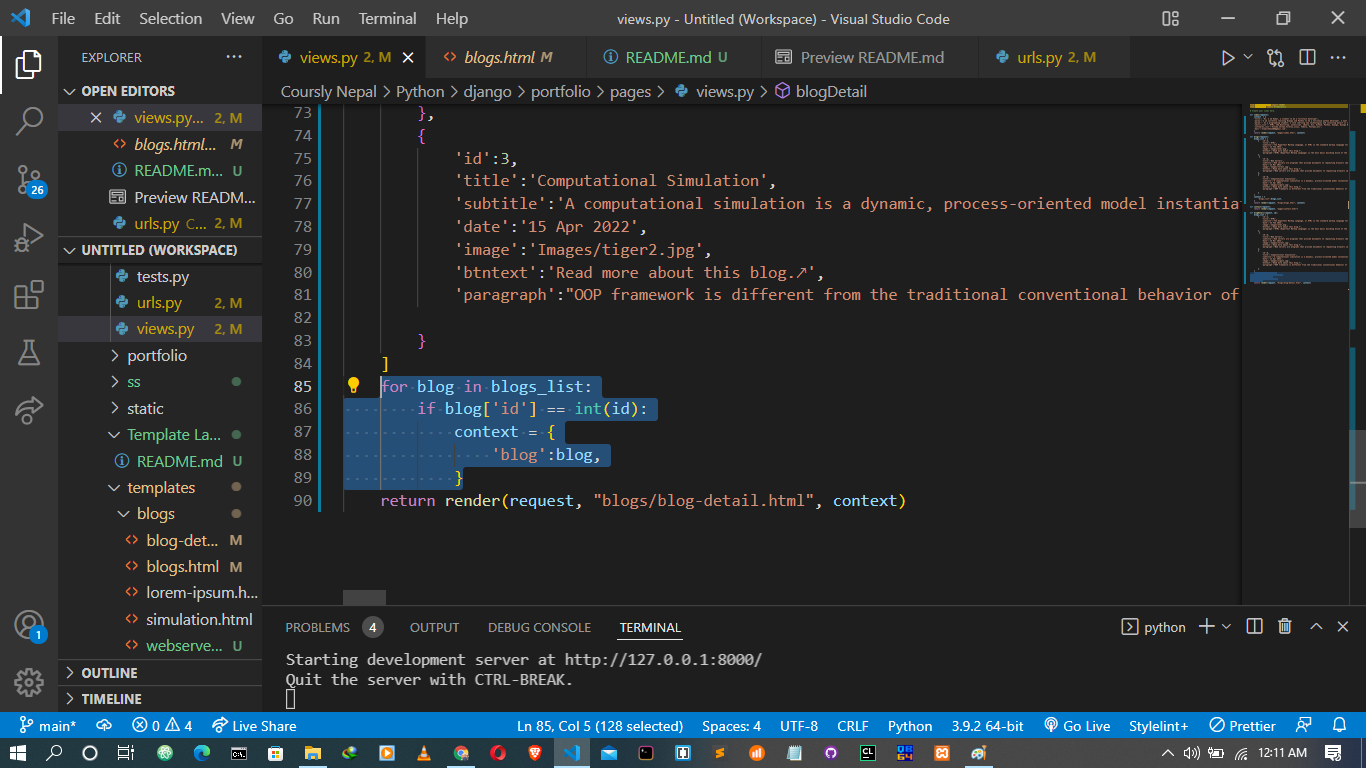 File Edit Selection View Go Run Terminal Help views.py - Untitled (Workspace) - Visual Studio Code
EXPLORER
OPEN EDITORS
views.py... 2, M
blogs.html... M
README.m... U
Preview READM...
urls.py C... 2, M
UNTITLED (WORKSPACE)
tests.py
urls.py 2, M
views.py 2, M
portfolio
ss
static
Template La...
README.md U
templates
blogs
blog-det... M
blogs.html M
lorem-ipsum.h...
simulation.html
webserve... U
OUTLINE
TIMELINE
26
1
views.py 2, M blogs.html M README.md U Preview README.md urls.py 2, M
Coursly Nepal > Python > django > portfolio > pages > views.py > blogDetail
73 },
74 {
75 'id':3,
76 'title':'Computational Simulation',
77 'subtitle':'A computational simulation is a dynamic, process-oriented model instantia
78 'date':'15 Apr 2022',
79 'image':'Images/tiger2.jpg',
80 'btntext':'Read more about this blog.↗',
81 'paragraph':"OOP framework is different from the traditional conventional behavior of
82
83 }
84 ]
85 for blog in blogs_list:
86 if blog['id'] == int(id):
87 context = {
88 'blog':blog,
89 }
90 return render(request, "blogs/blog-detail.html", context)
PROBLEMS 4 OUTPUT DEBUG CONSOLE TERMINAL python
Starting development server at http://127.0.0.1:8000/
Quit the server with CTRL-BREAK.
main* 0 4 Live Share Ln 85, Col 5 (128 selected) Spaces: 4 UTF-8 CRLF Python 3.9.2 64-bit Go Live Stylelint+ Prettier
12:11 AM